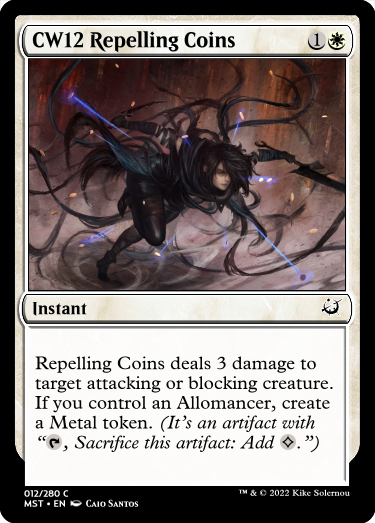 CW12 Repelling Coins 1
Instant
Repelling Coins deals 3 damage to
target attacking or blocking creature.
If you control an Allomancer, create
a Metal token. (It's an artifact with
“, Sacrifice this artifact: Add .”)
012/280 C
MST • EN Caio Santos
™ & © 2022 Kike Solernou